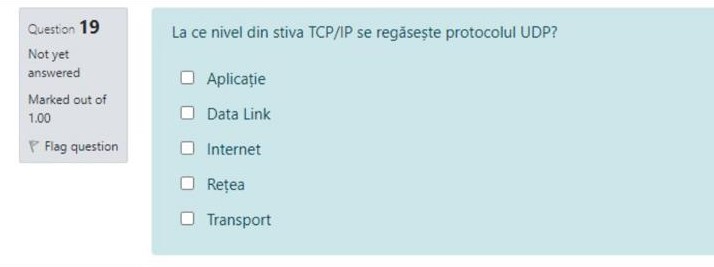 Question 19
Not yet
answered
Marked out of
1.00
Flag question
La ce nivel din stiva TCP/IP se regăsește protocolul UDP?
Aplicație
Data Link
Internet
Rețea
Transport